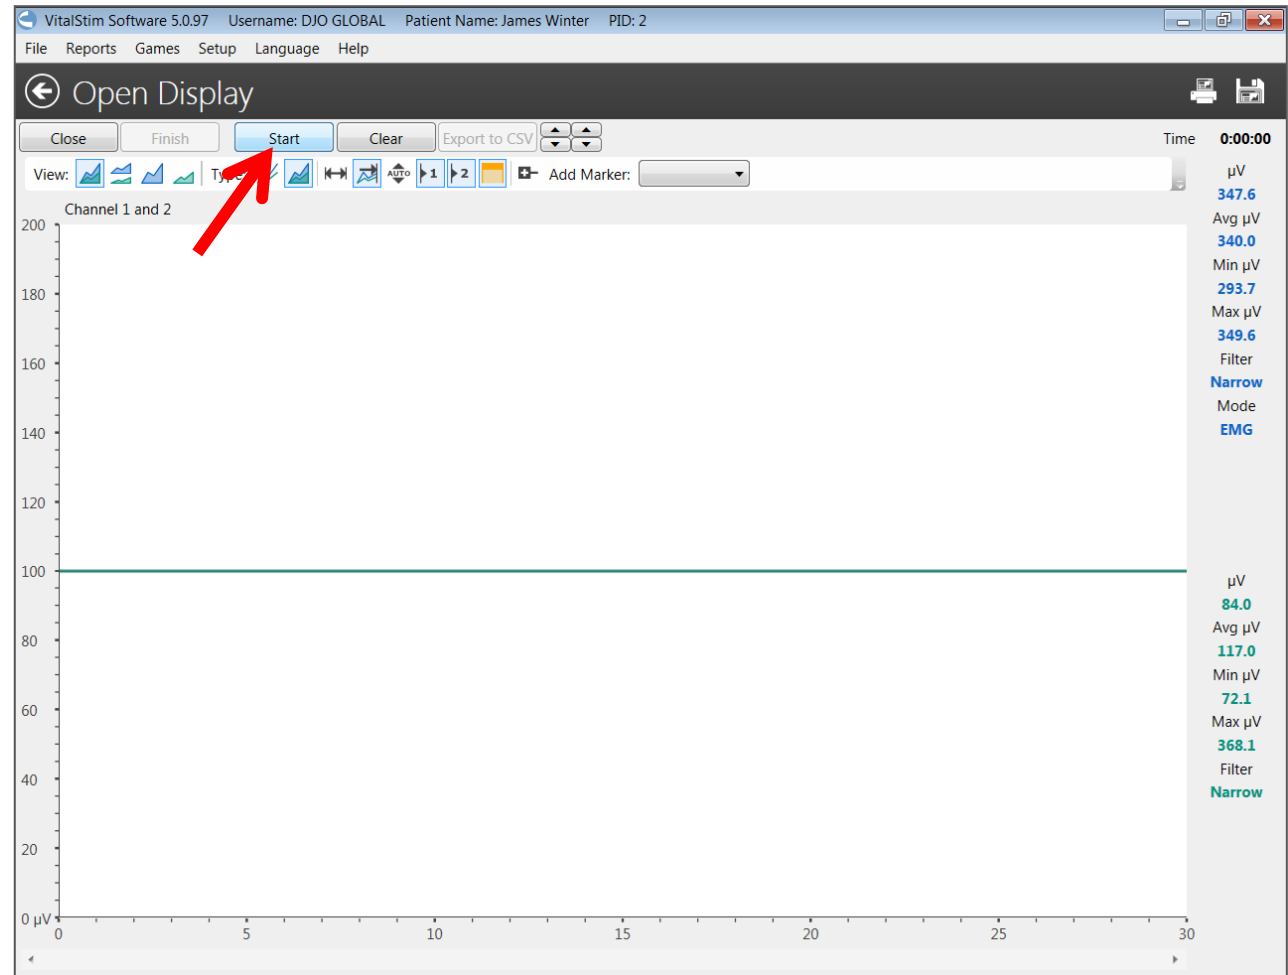 VitalStim Software 5.0.97 Username: DJO GLOBAL Patient Name: James Winter PID: 2
File Reports Games Setup Language Help
Open Display
Close Finish Start Clear Export to CSV Time 0:00:00
View: AUTO 1 2 Add Marker:
Channel 1 and 2
µV
347.6
Avg µV
340.0
Min µV
293.7
Max µV
349.6
Filter
Narrow
Mode
EMG
µV
84.0
Avg µV
117.0
Min µV
72.1
Max µV
368.1
Filter
Narrow
200
180
160
140
120
100
80
60
40
20
0 µV
0 5 10 15 20 25 30